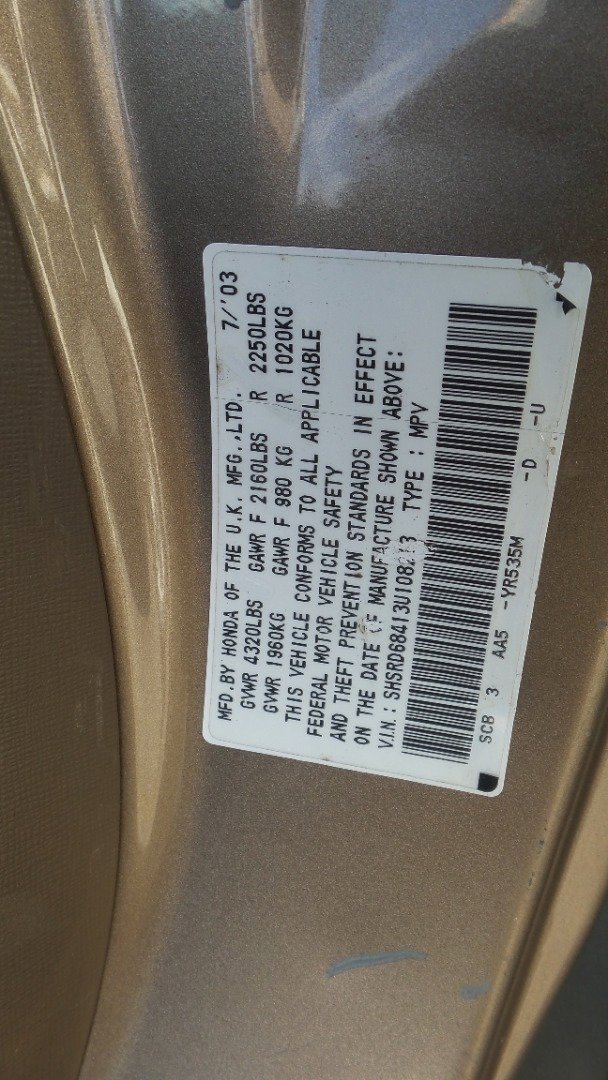 MFD.BY HONDA OF THE U.K. MFG.,LTD. 7/'03
GVWR 4320LBS GAWR F 2160LBS R 2250LBS
GVWR 1960KG GAWR F 980 KG R 1020KG
THIS VEHICLE CONFORMS TO ALL APPLICABLE
FEDERAL MOTOR VEHICLE SAFETY
AND THEFT PREVENTION STANDARDS IN EFFECT
ON THE DATE MANUFACTURE SHOWN ABOVE:
V.I.N.: TYPE : MPV
SCB 3 AA5 -YR535M -D -U